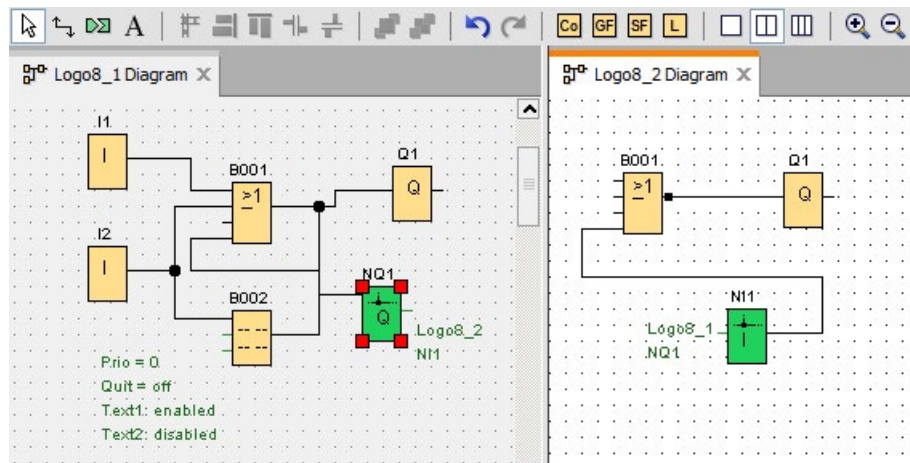 A Co GF SF L
Logo8_1 Diagram
Logo8_2 Diagram
I1
I
I2
I
B001
>1
B002
Q1
Q
NQ1
Q
Logo8_2
NI1
Prio = 0
Quit = off
Text1: enabled
Text2: disabled
B001
>1
Q1
Q
NI1
I
Logo8_1
NQ1